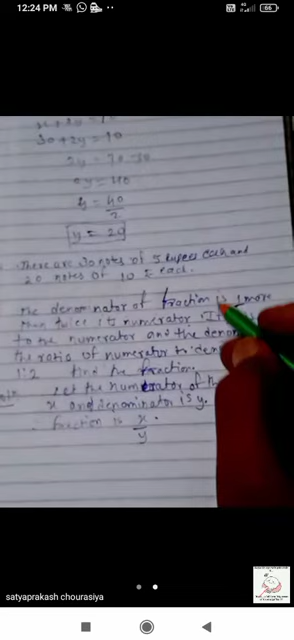 12:24 PM
30 + 2y = 70
2y = 70-30
2y = 40
y = 40/2
y = 20
There are 30 notes of 5 Rupees each and
20 notes of 10 ₹ each.
The denominator of fraction is 1 more
than twice its numerator. If
to the numerator and the
the ratio of numerator to
1:2 find the fraction.
Let the numerator of
x and denominator is y.
fraction is x/y.
satyaprakash chourasiya